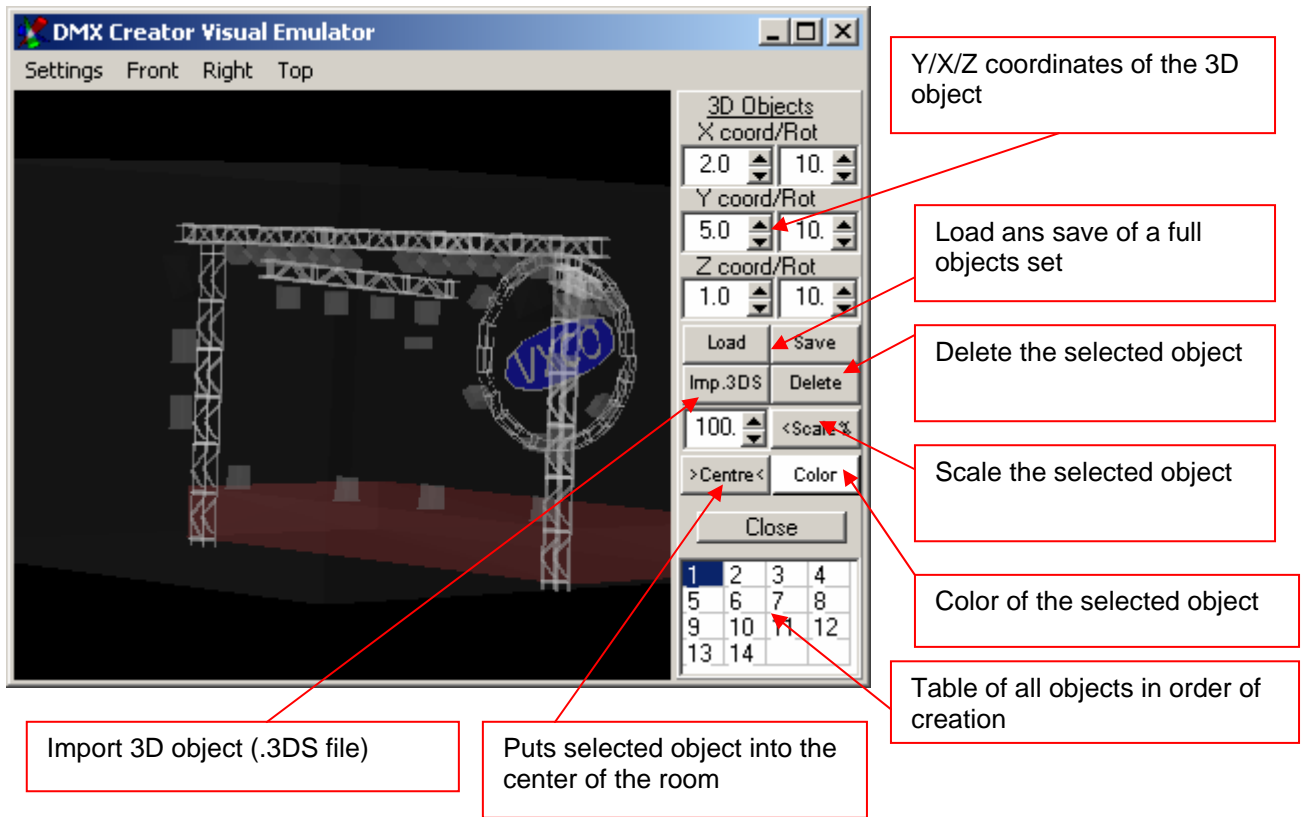 DMX Creator Visual Emulator
Settings Front Right Top
3D Objects
X coord/Rot
2.0 10.
Y coord/Rot
5.0 10.
Z coord/Rot
1.0 10.
Load Save
Imp.3DS Delete
100. <Scale%
>Centre< Color
Close
1 2 3 4
5 6 7 8
9 10 11 12
13 14
Y/X/Z coordinates of the 3D
object
Load ans save of a full
objects set
Delete the selected object
Scale the selected object
Color of the selected object
Table of all objects in order of
creation
Import 3D object (.3DS file)
Puts selected object into the
center of the room